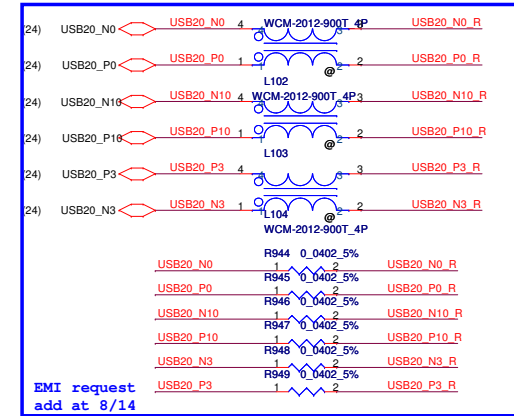 (24) USB20_N0 USB20_N0 4 WCM-2012-900T_4P 3 USB20_N0_R
(24) USB20_P0 USB20_P0 1 @ 2 USB20_P0_R
L102
(24) USB20_N10 USB20_N10 4 WCM-2012-900T_4P 3 USB20_N10_R
(24) USB20_P10 USB20_P10 1 @ 2 USB20_P10_R
L103
(24) USB20_P3 USB20_P3 4 3 USB20_P3_R
(24) USB20_N3 USB20_N3 1 @ 2 USB20_N3_R
L104
WCM-2012-900T_4P
R944 0_0402_5%
USB20_N0 1 2 USB20_N0_R
R945 0_0402_5%
USB20_P0 1 2 USB20_P0_R
R946 0_0402_5%
USB20_N10 1 2 USB20_N10_R
R947 0_0402_5%
USB20_P10 1 2 USB20_P10_R
R948 0_0402_5%
USB20_N3 1 2 USB20_N3_R
R949 0_0402_5%
USB20_P3 1 2 USB20_P3_R
EMI request
add at 8/14